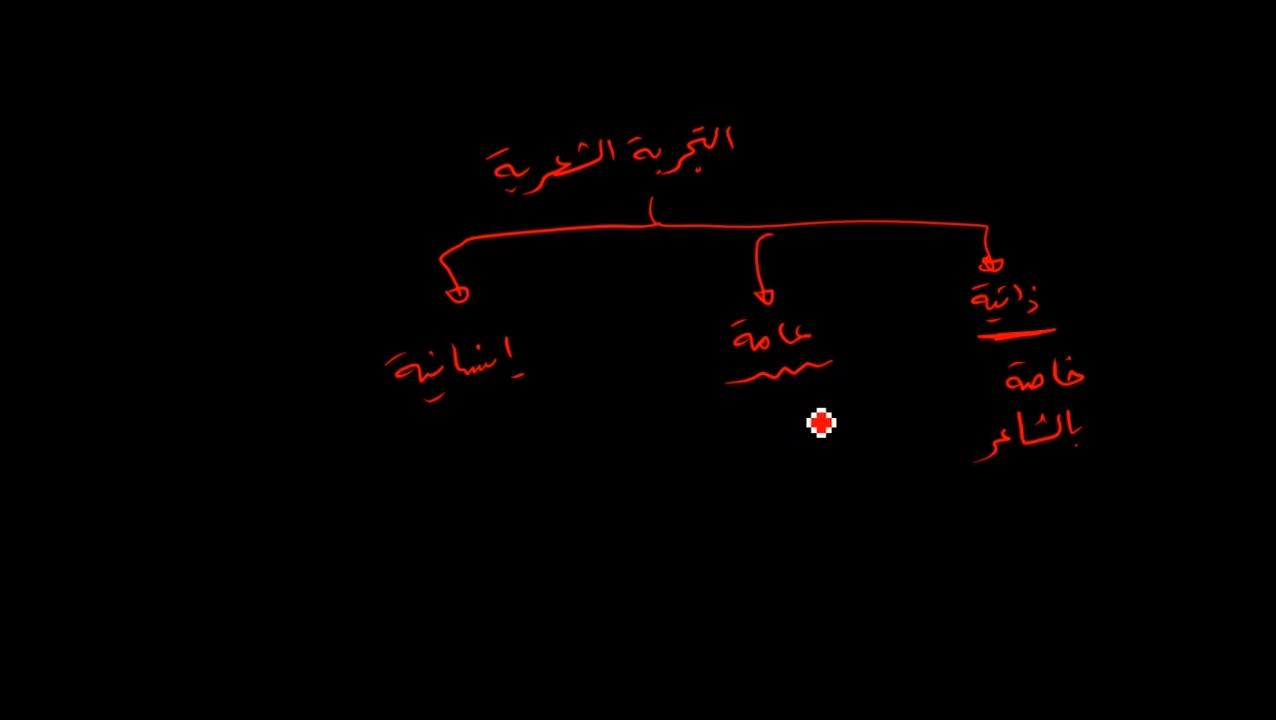 التجربة الشعرية
ذاتية
خاصة
بالشاعر
عامة
إنسانية